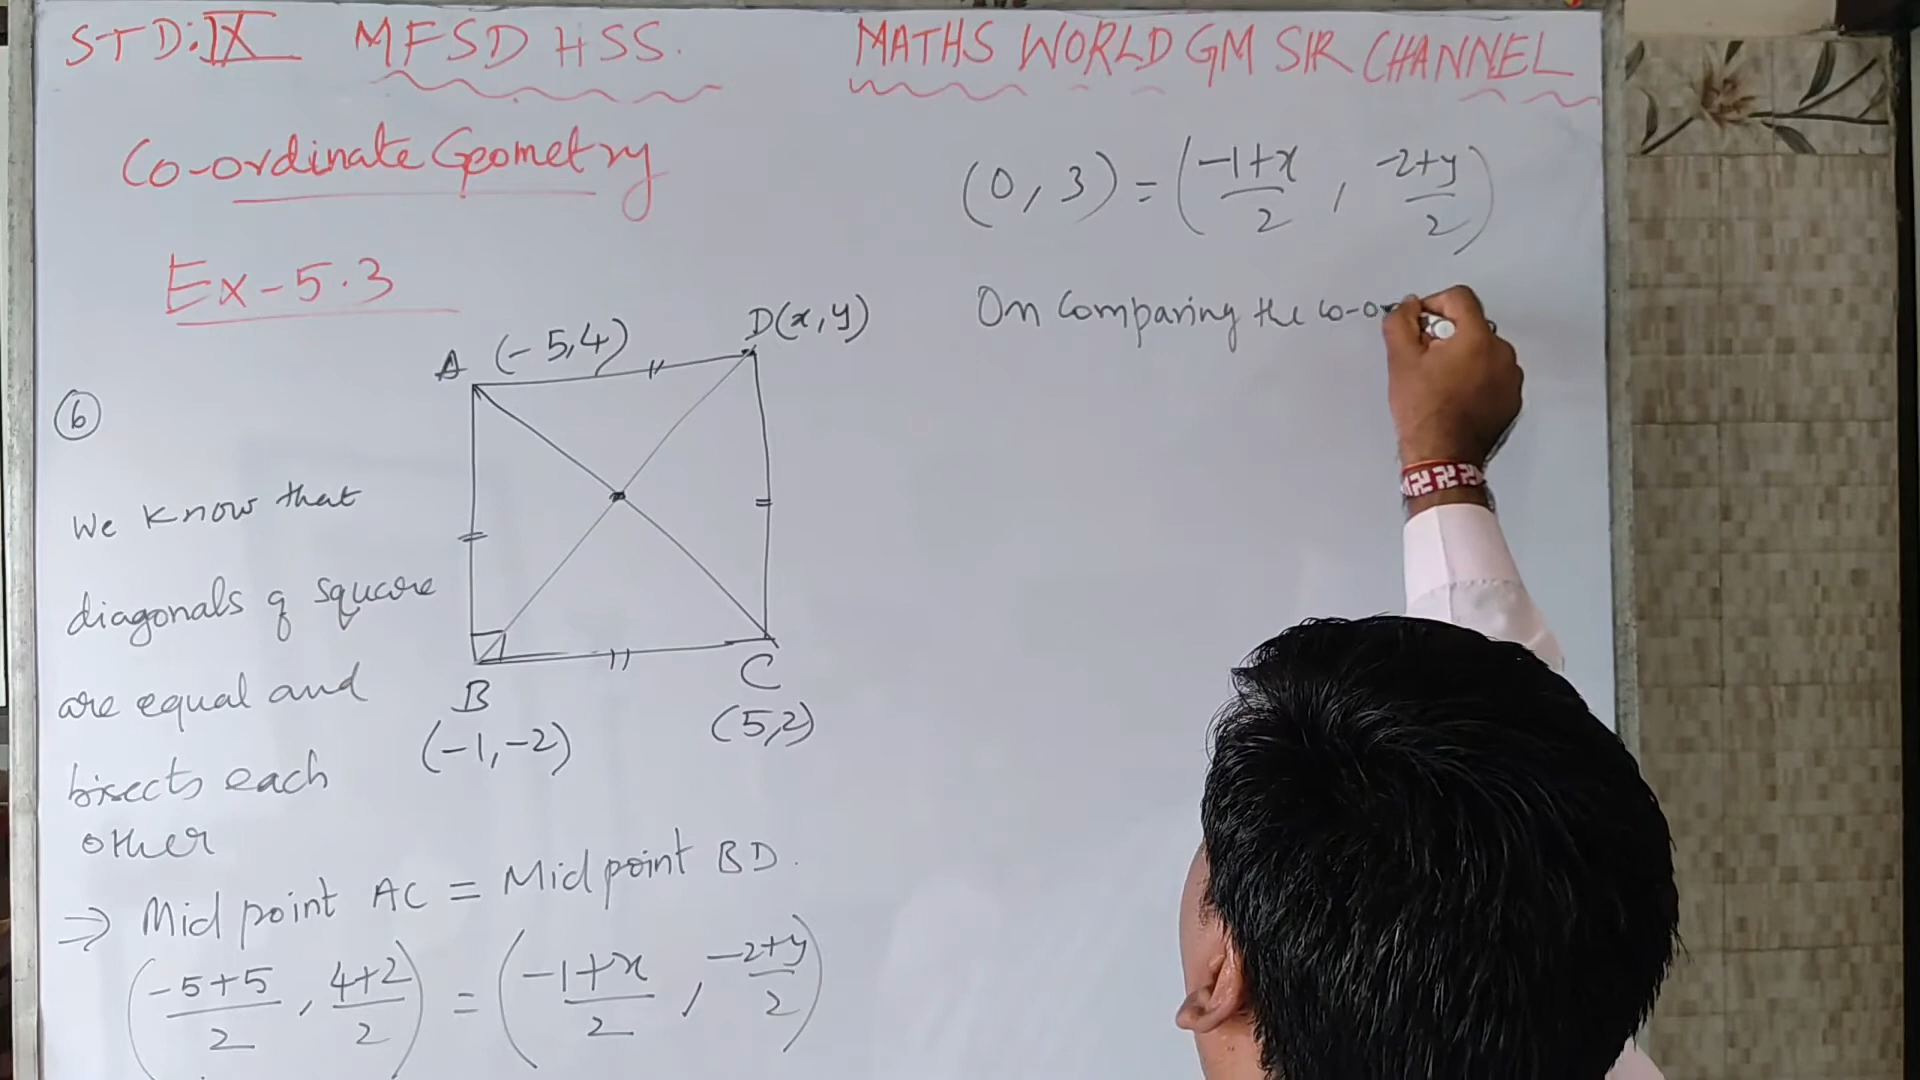 STD: IX MFSD HSS. MATHS WORLD GM SIR CHANNEL
Co-ordinate Geometry
Ex-5.3
6
A (-5,4)
D(x,y)
B
(-1,-2)
C
(5,2)
We know that
diagonals of square
are equal and
bisects each
other
⇒ Mid point AC = Mid point BD.
(-5+5/2, 4+2/2) = (-1+x/2, -2+y/2)
(0, 3) = (-1+x/2, -2+y/2)
On comparing the